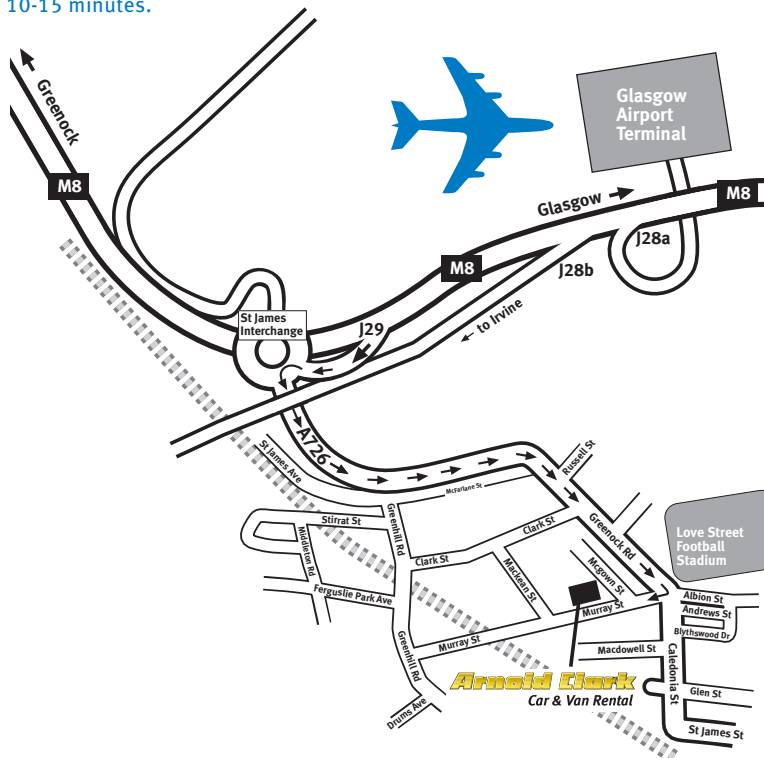 10-15 minutes.
Greenock
M8
Glasgow
Airport
Terminal
M8
Glasgow
J28a
M8
J28b
St James
Interchange
J29
to Irvine
A726
St James Ave
McFarlane St
Russell St
Stirrat St
Greenhill Rd
Middleton Rd
Clark St
Clark St
Greenock Rd
Love Street
Football
Stadium
Mackean St
Mcgown St
Ferguslie Park Ave
Murray St
Albion St
Andrews St
Blythswood Dr
Murray St
Greenhill Rd
Macdowell St
Caledonia St
Arnold Clark
Car & Van Rental
Glen St
Drums Ave
St James St